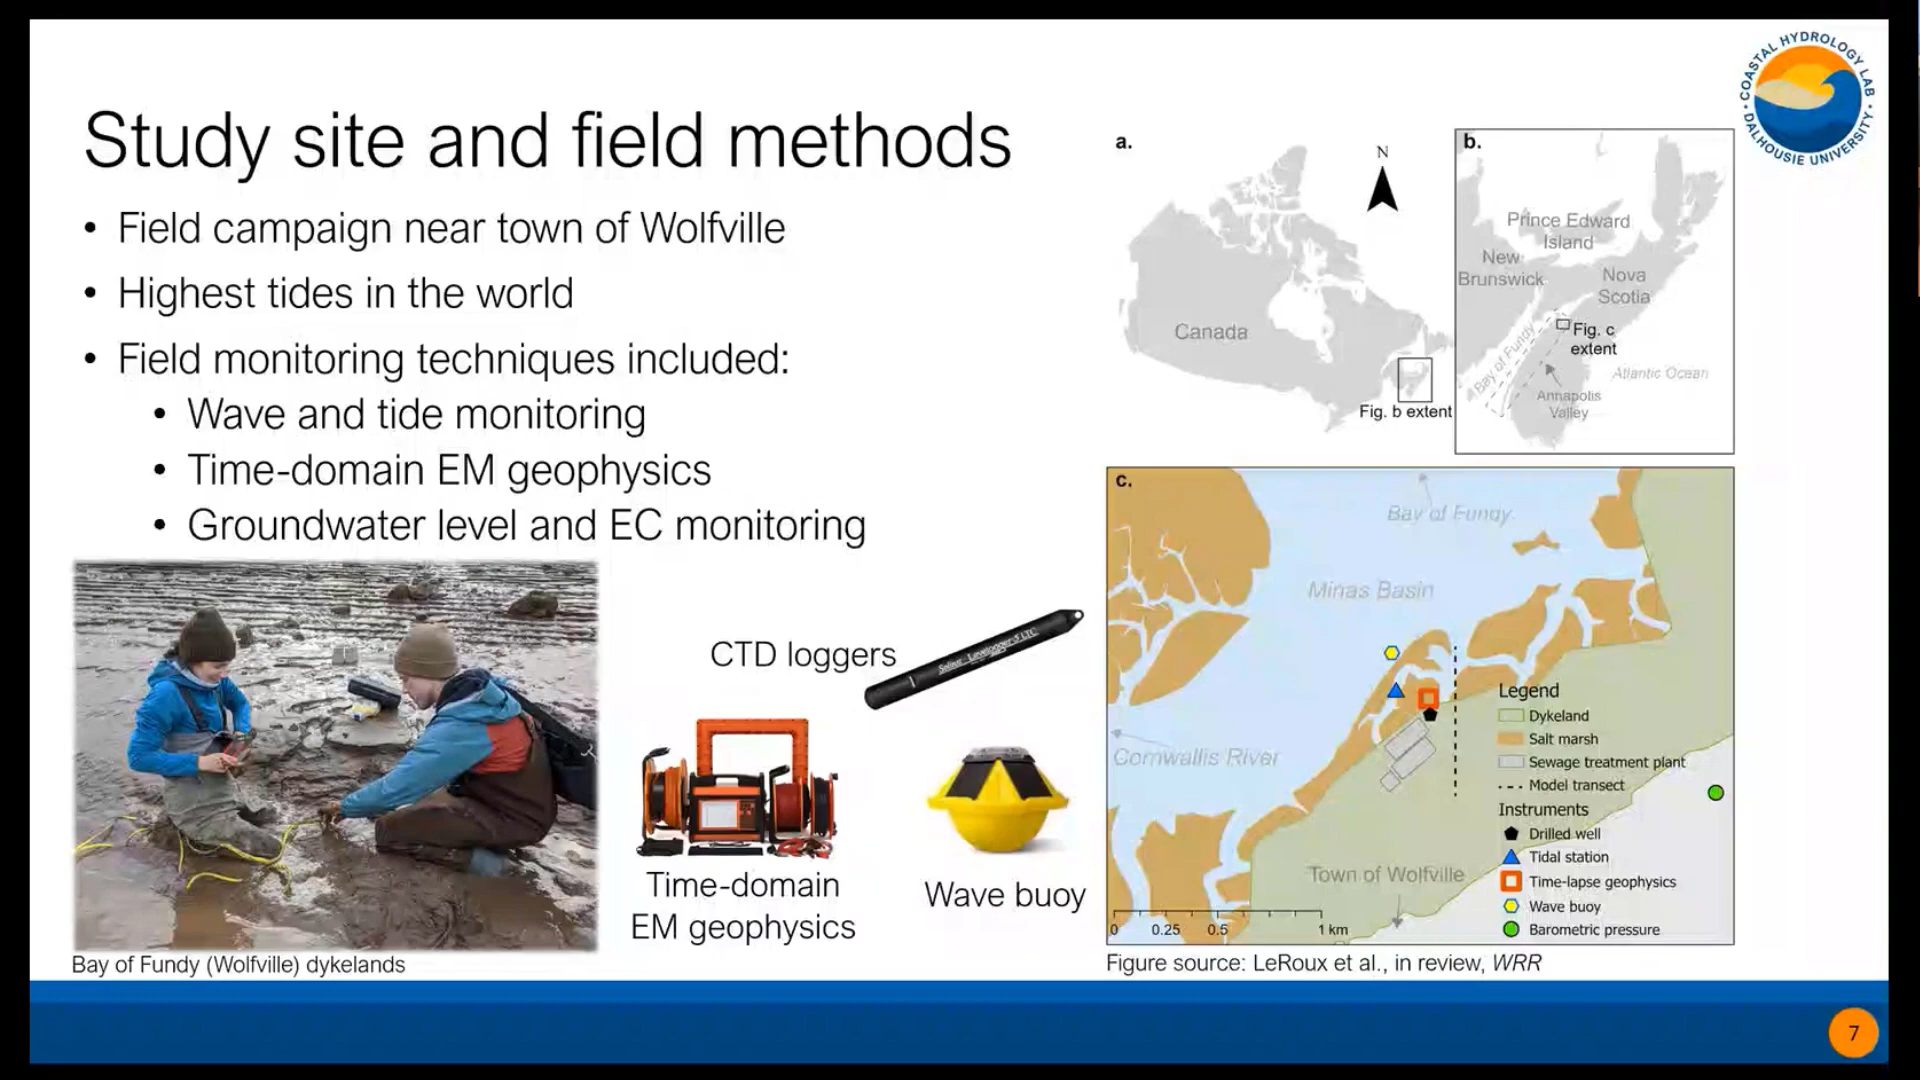 Study site and field methods
• Field campaign near town of Wolfville
• Highest tides in the world
• Field monitoring techniques included:
• Wave and tide monitoring
• Time-domain EM geophysics
• Groundwater level and EC monitoring
CTD loggers
Solinst Levelogger 5 LTC
Time-domain
EM geophysics
Wave buoy
Bay of Fundy (Wolfville) dykelands
a.
N
Canada
Fig. b extent
b.
Prince Edward
Island
New
Brunswick
Nova
Scotia
Fig. c
extent
Bay of Fundy
Atlantic Ocean
Annapolis
Valley
c.
Bay of Fundy
Minas Basin
Cornwallis River
Town of Wolfville
0 0.25 0.5 1 km
Legend
Dykeland
Salt marsh
Sewage treatment plant
Model transect
Instruments
Drilled well
Tidal station
Time-lapse geophysics
Wave buoy
Barometric pressure
Figure source: LeRoux et al., in review, WRR
COASTAL HYDROLOGY LAB
• DALHOUSIE UNIVERSITY •
7